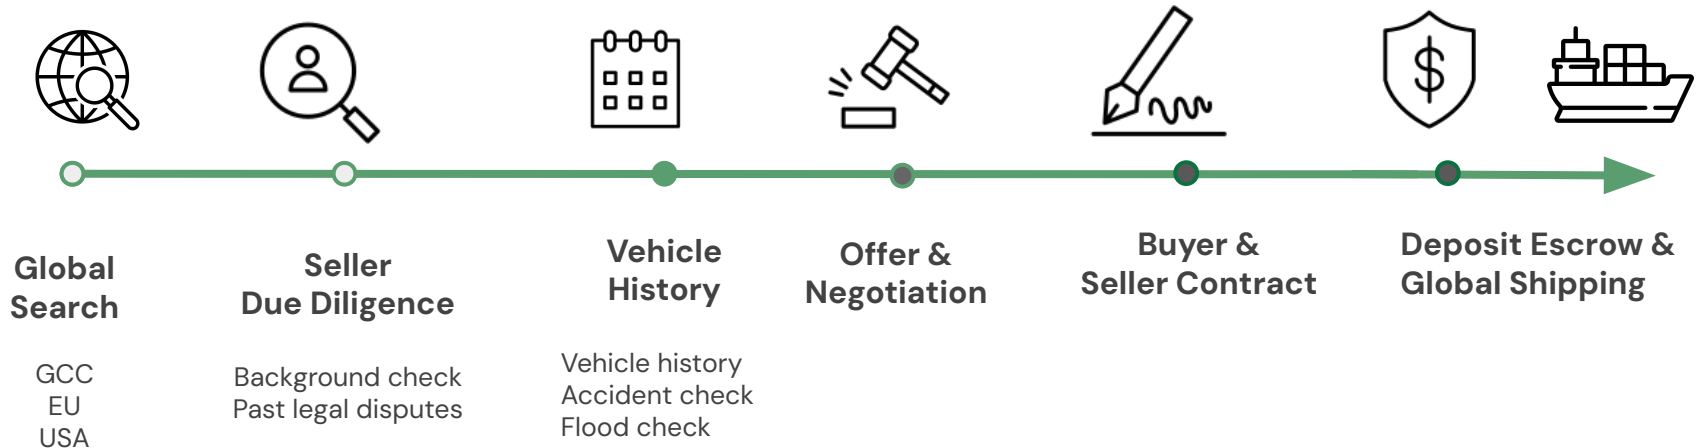 Global
Search
GCC
EU
USA
Seller
Due Diligence
Background check
Past legal disputes
Vehicle
History
Vehicle history
Accident check
Flood check
Offer &
Negotiation
Buyer &
Seller Contract
Deposit Escrow &
Global Shipping